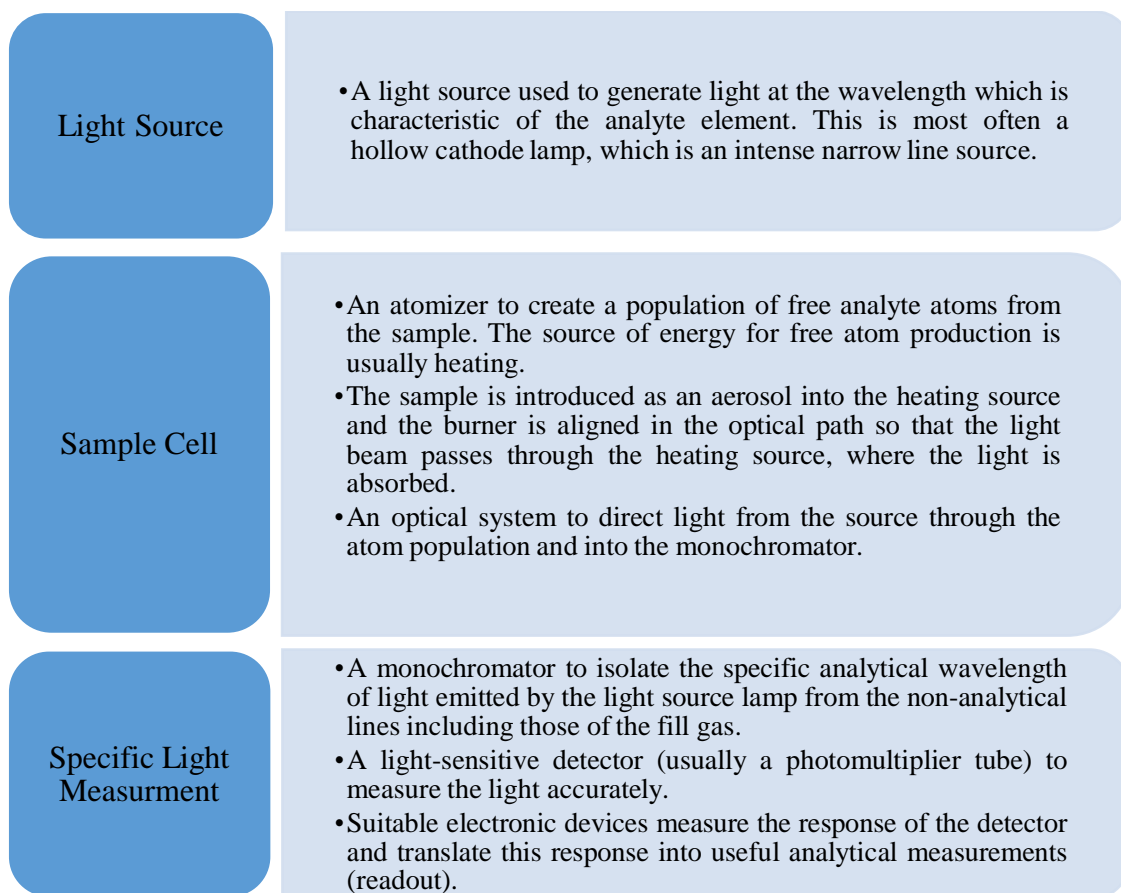 Light Source
•A light source used to generate light at the wavelength which is
characteristic of the analyte element. This is most often a
hollow cathode lamp, which is an intense narrow line source.
Sample Cell
•An atomizer to create a population of free analyte atoms from
the sample. The source of energy for free atom production is
usually heating.
•The sample is introduced as an aerosol into the heating source
and the burner is aligned in the optical path so that the light
beam passes through the heating source, where the light is
absorbed.
•An optical system to direct light from the source through the
atom population and into the monochromator.
Specific Light
Measurment
•A monochromator to isolate the specific analytical wavelength
of light emitted by the light source lamp from the non-analytical
lines including those of the fill gas.
•A light-sensitive detector (usually a photomultiplier tube) to
measure the light accurately.
•Suitable electronic devices measure the response of the detector
and translate this response into useful analytical measurements
(readout).